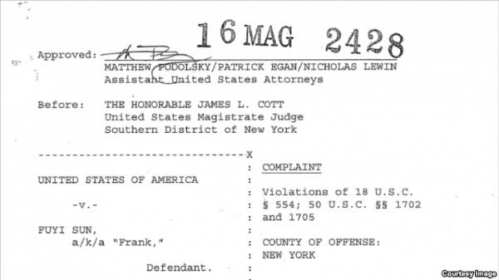 16 MAG 2428
Approved:
MATTHEW PODOLSKY/PATRICK EGAN/NICHOLAS LEWIN
Assistant United States Attorneys
Before: THE HONORABLE JAMES L. COTT
United States Magistrate Judge
Southern District of New York
- - - - - - - - - - - - - - - - - - - - - - - - - - - X
: COMPLAINT
UNITED STATES OF AMERICA :
: Violations of 18 U.S.C.
-v.- : § 554; 50 U.S.C. §§ 1702
: and 1705
FUYI SUN, :
a/k/a "Frank," : COUNTY OF OFFENSE:
: NEW YORK
Defendant. :
Courtesy Image